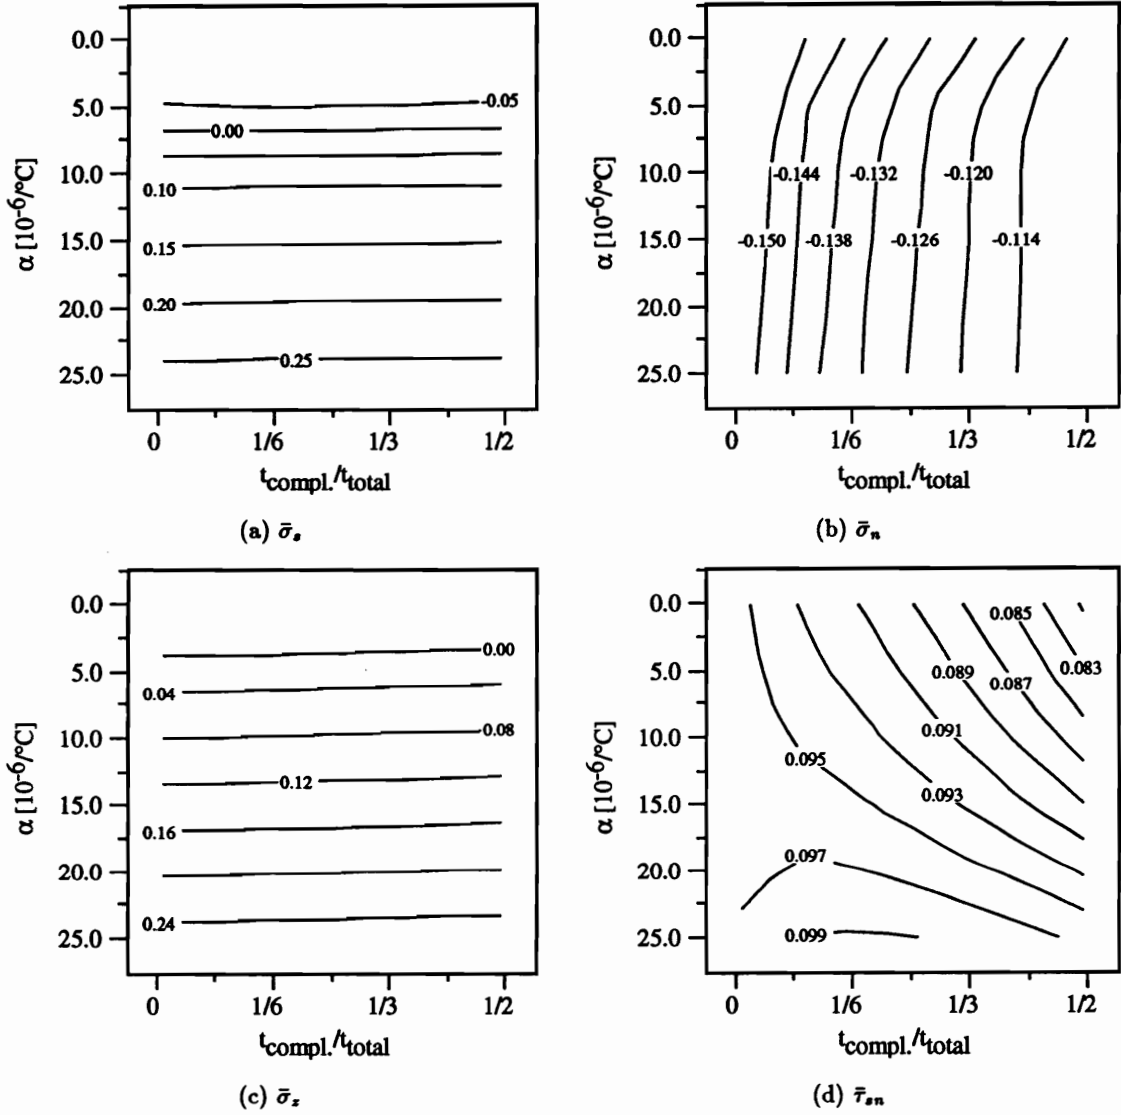 0.0
5.0
10.0
15.0
20.0
25.0
α [10⁻⁶/°C]
-0.05
0.00
0.10
0.15
0.20
0.25
0 1/6 1/3 1/2
t_compl./t_total
(a) σ̄_s
0.0
5.0
10.0
15.0
20.0
25.0
α [10⁻⁶/°C]
-0.144 -0.132 -0.120
-0.150 -0.138 -0.126 -0.114
0 1/6 1/3 1/2
t_compl./t_total
(b) σ̄_n
0.0
5.0
10.0
15.0
20.0
25.0
α [10⁻⁶/°C]
0.00
0.04
0.08
0.12
0.16
0.24
0 1/6 1/3 1/2
t_compl./t_total
(c) σ̄_z
0.0
5.0
10.0
15.0
20.0
25.0
α [10⁻⁶/°C]
0.085
0.083
0.089
0.087
0.091
0.095
0.093
0.097
0.099
0 1/6 1/3 1/2
t_compl./t_total
(d) τ̄_sn